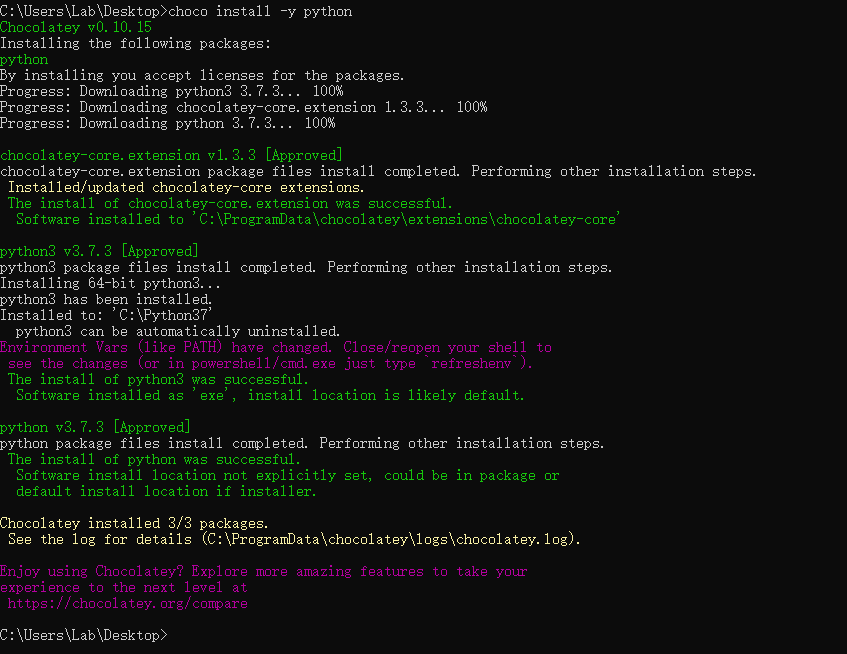 C:\Users\Lab\Desktop>choco install -y python
Chocolatey v0.10.15
Installing the following packages:
python
By installing you accept licenses for the packages.
Progress: Downloading python3 3.7.3... 100%
Progress: Downloading chocolatey-core.extension 1.3.3... 100%
Progress: Downloading python 3.7.3... 100%

chocolatey-core.extension v1.3.3 [Approved]
chocolatey-core.extension package files install completed. Performing other installation steps.
 Installed/updated chocolatey-core extensions.
 The install of chocolatey-core.extension was successful.
  Software installed to 'C:\ProgramData\chocolatey\extensions\chocolatey-core'

python3 v3.7.3 [Approved]
python3 package files install completed. Performing other installation steps.
Installing 64-bit python3...
python3 has been installed.
Installed to: 'C:\Python37'
  python3 can be automatically uninstalled.
Environment Vars (like PATH) have changed. Close/reopen your shell to
 see the changes (or in powershell/cmd.exe just type `refreshenv`).
 The install of python3 was successful.
  Software installed as 'exe', install location is likely default.

python v3.7.3 [Approved]
python package files install completed. Performing other installation steps.
 The install of python was successful.
  Software install location not explicitly set, could be in package or
  default install location if installer.

Chocolatey installed 3/3 packages.
 See the log for details (C:\ProgramData\chocolatey\logs\chocolatey.log).

Enjoy using Chocolatey? Explore more amazing features to take your
experience to the next level at
 https://chocolatey.org/compare

C:\Users\Lab\Desktop>